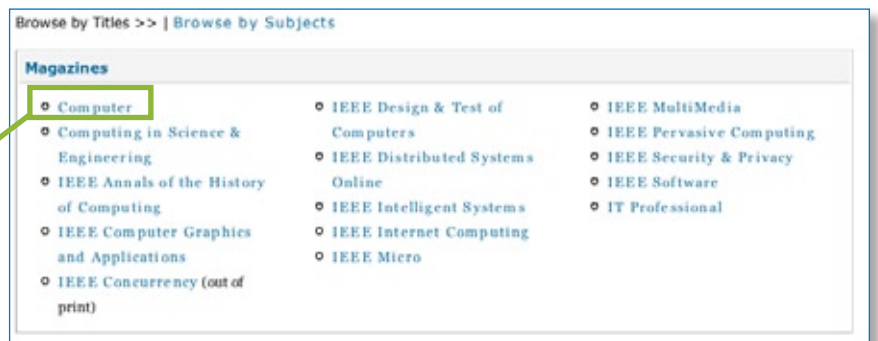 Browse by Titles >> | Browse by Subjects
Magazines
Computer
Computing in Science &
Engineering
IEEE Annals of the History
of Computing
IEEE Computer Graphics
and Applications
IEEE Concurrency (out of
print)
IEEE Design & Test of
Computers
IEEE Distributed Systems
Online
IEEE Intelligent Systems
IEEE Internet Computing
IEEE Micro
IEEE MultiMedia
IEEE Pervasive Computing
IEEE Security & Privacy
IEEE Software
IT Professional